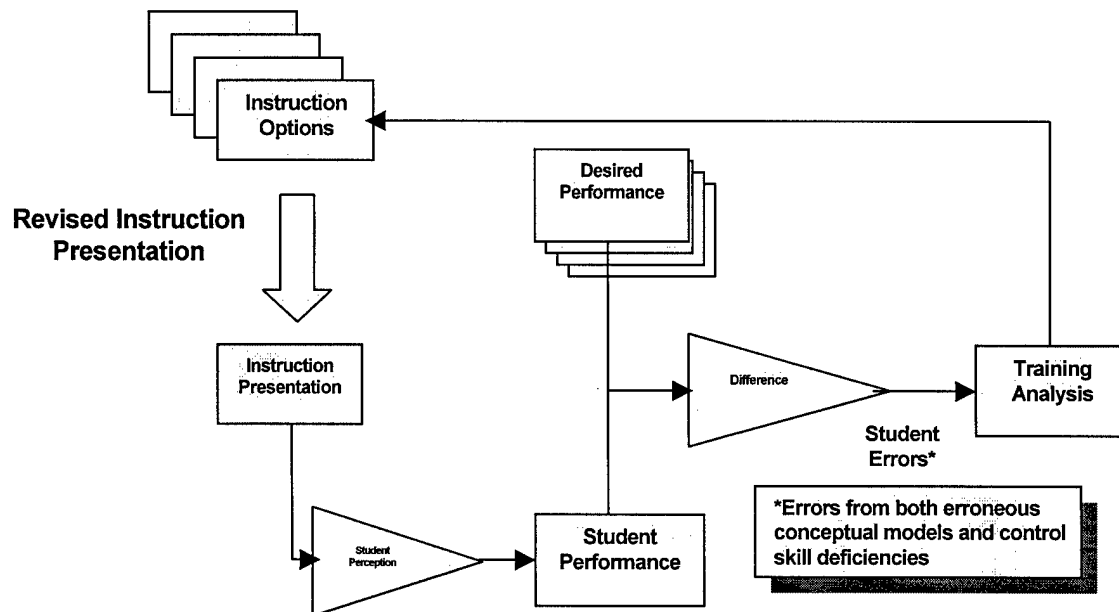 Instruction
Options
Desired
Performance
Revised Instruction
Presentation
Instruction
Presentation
Difference
Training
Analysis
Student
Errors*
Student
Perception
Student
Performance
*Errors from both erroneous
conceptual models and control
skill deficiencies